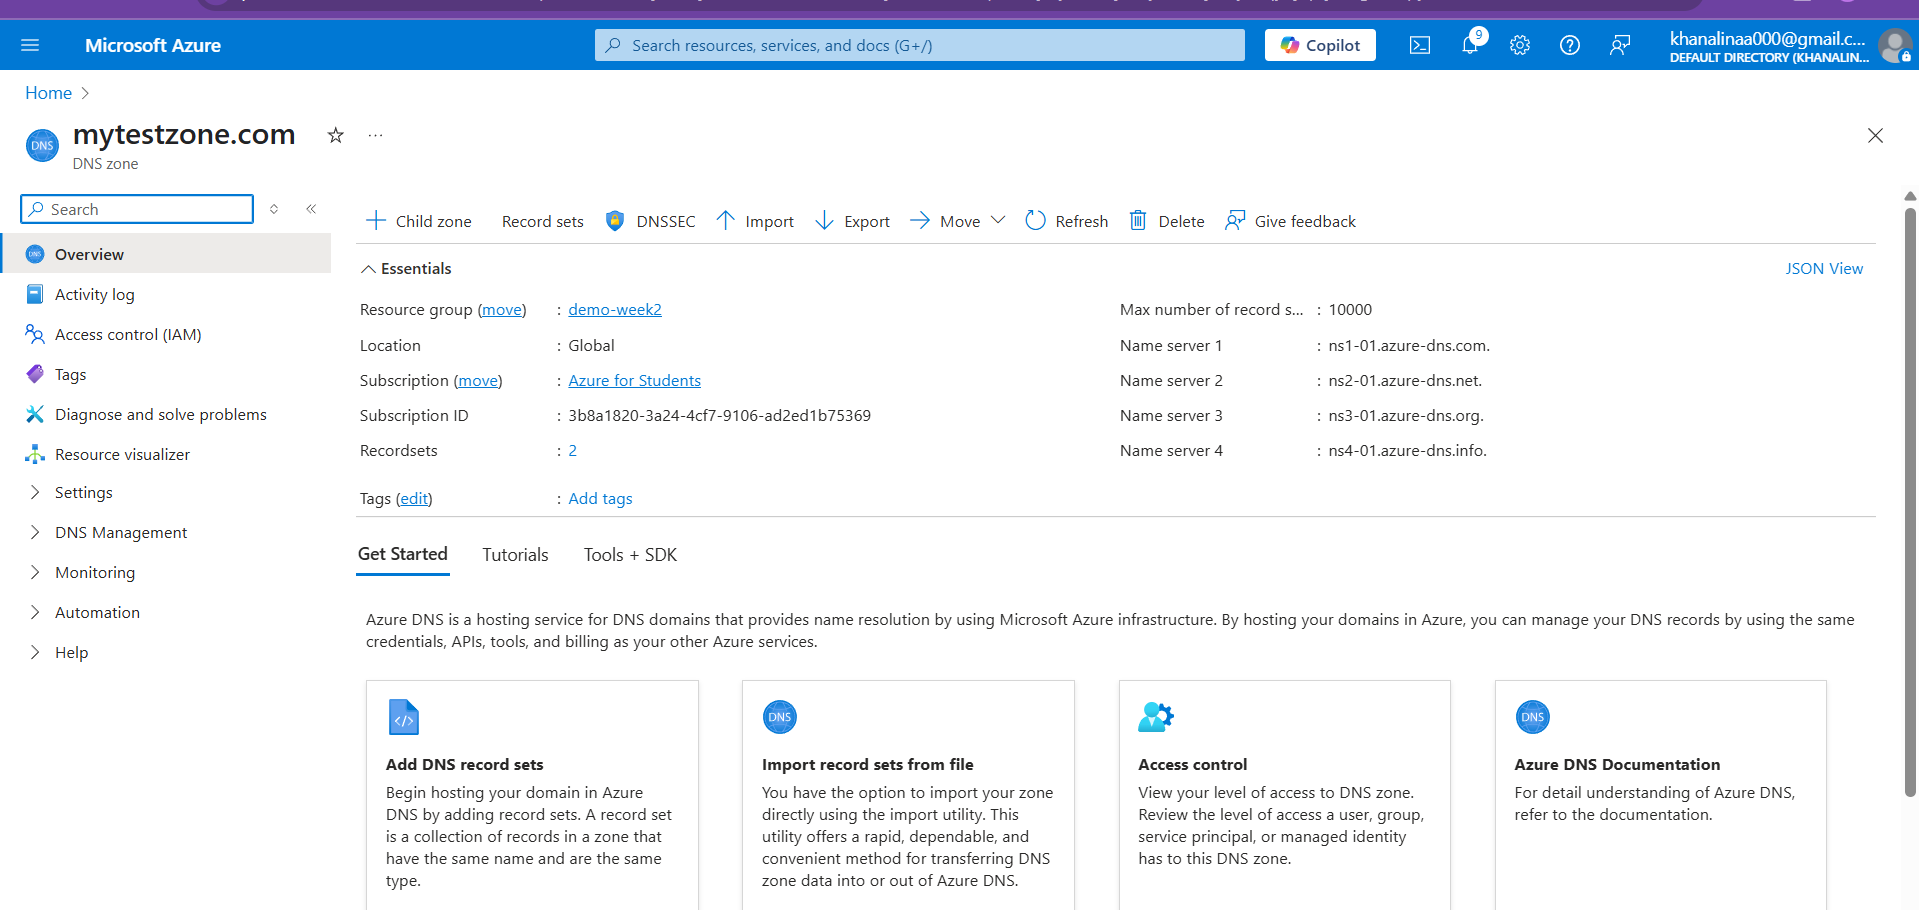 Microsoft Azure
Search resources, services, and docs (G+/)
Copilot
9
khanalinaa000@gmail.c...
DEFAULT DIRECTORY (KHANALIN...
Home
DNS
mytestzone.com
...
DNS zone
Search
Child zone
Record sets
DNSSEC
Import
Export
Move
Refresh
Delete
Give feedback
DNS
Overview
Activity log
Access control (IAM)
Tags
Diagnose and solve problems
Resource visualizer
Settings
DNS Management
Monitoring
Automation
Help
Essentials
JSON View
Resource group (move) : demo-week2
Location : Global
Subscription (move) : Azure for Students
Subscription ID : 3b8a1820-3a24-4cf7-9106-ad2ed1b75369
Recordsets : 2
Tags (edit) : Add tags
Max number of record s... : 10000
Name server 1 : ns1-01.azure-dns.com.
Name server 2 : ns2-01.azure-dns.net.
Name server 3 : ns3-01.azure-dns.org.
Name server 4 : ns4-01.azure-dns.info.
Get Started
Tutorials
Tools + SDK
Azure DNS is a hosting service for DNS domains that provides name resolution by using Microsoft Azure infrastructure. By hosting your domains in Azure, you can manage your DNS records by using the same
credentials, APIs, tools, and billing as your other Azure services.
Add DNS record sets
Begin hosting your domain in Azure
DNS by adding record sets. A record set
is a collection of records in a zone that
have the same name and are the same
type.
DNS
Import record sets from file
You have the option to import your zone
directly using the import utility. This
utility offers a rapid, dependable, and
convenient method for transferring DNS
zone data into or out of Azure DNS.
Access control
View your level of access to DNS zone.
Review the level of access a user, group,
service principal, or managed identity
has to this DNS zone.
DNS
Azure DNS Documentation
For detail understanding of Azure DNS,
refer to the documentation.